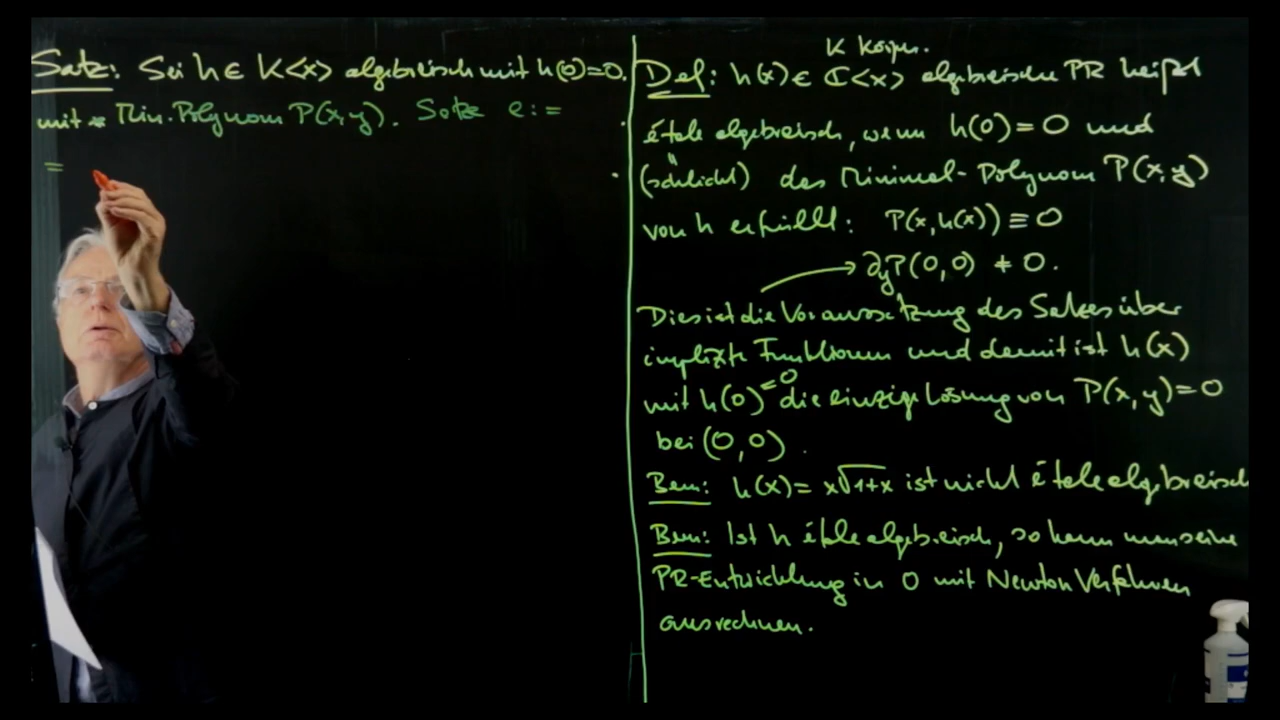 Satz: Sei h ∈ K<x> algebraisch mit h(0)=0.
mit Min.Polynom P(x,y). Setze e:=
=
K Körper.
Def: h(x) ∈ ℂ<x> algebraische PR heißt
étale algebraisch, wenn h(0) = 0 und
(schlicht) das Minimal-Polynom P(x,y)
von h erfüllt: P(x,h(x)) ≡ 0
→ ∂yP(0,0) ≠ 0.
Dies ist die Voraussetzung des Satzes über
implizite Funktionen und damit ist h(x)
mit h(0)=0 die einzige Lösung von P(x,y)=0
bei (0,0).
Bem: h(x) = x√1+x ist nicht étale algebraisch
Bem: Ist h étale algebraisch, so kann man seine
PR-Entwicklung in 0 mit Newton Verfahren
ausrechnen.